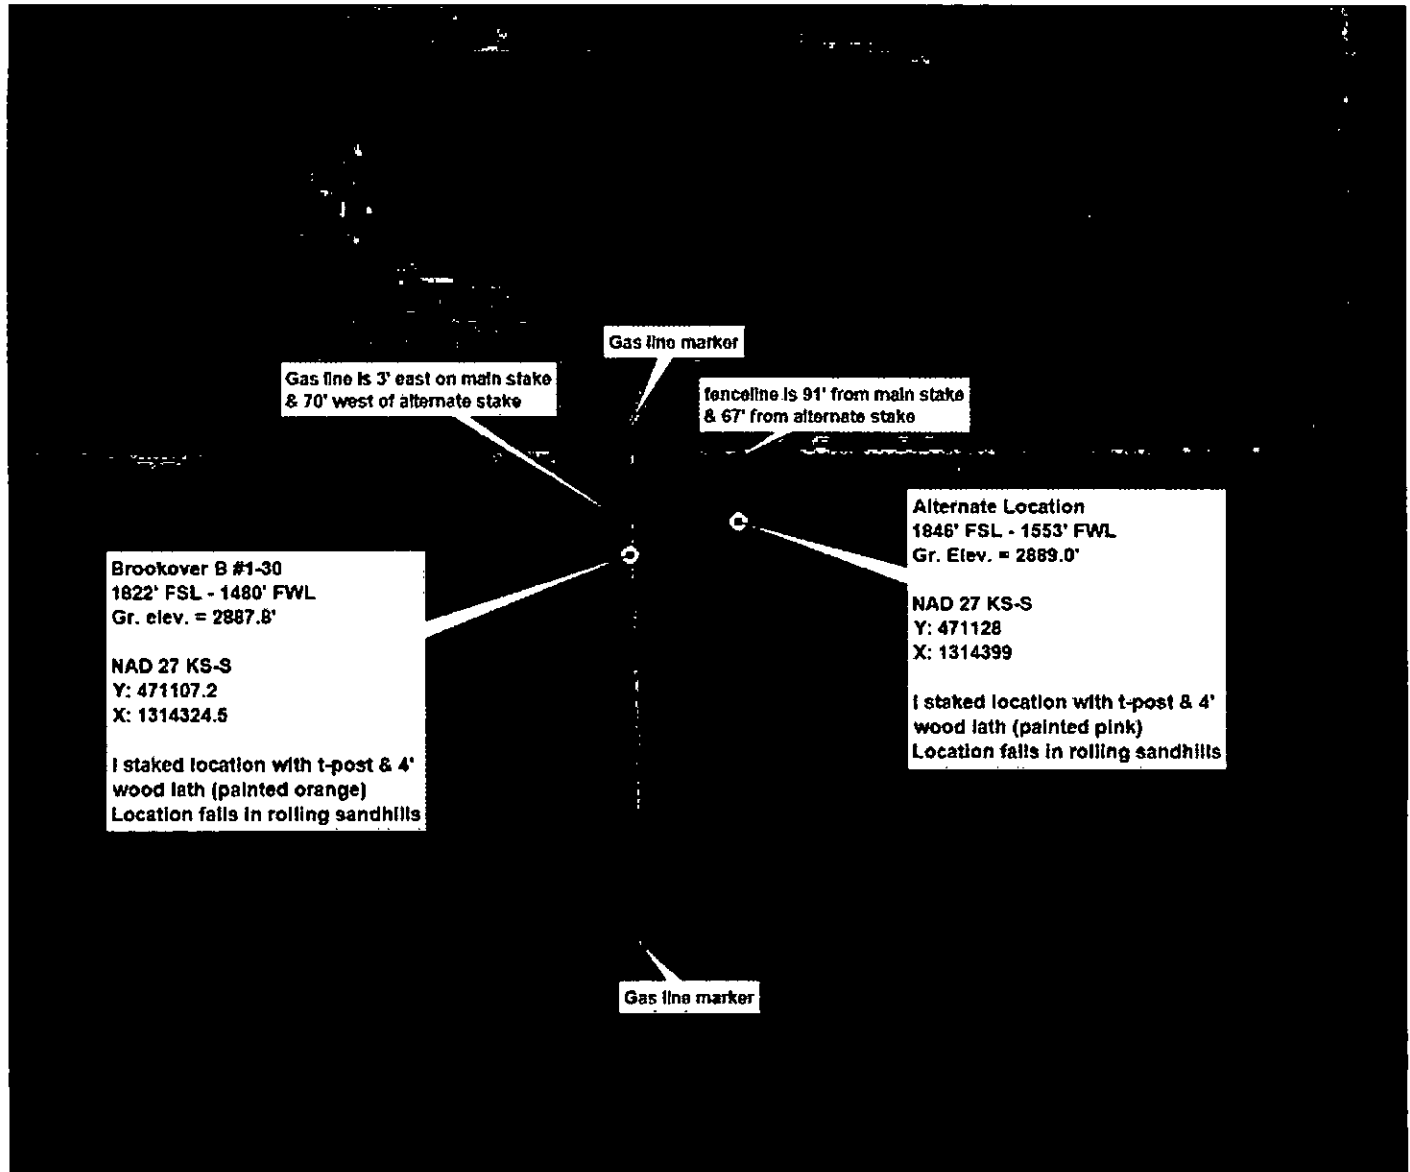 Gas line marker
Gas line is 3' east on main stake
& 70' west of alternate stake
fenceline is 91' from main stake
& 67' from alternate stake
Alternate Location
1846' FSL - 1553' FWL
Gr. Elev. = 2889.0'
NAD 27 KS-S
Y: 471128
X: 1314399
I staked location with t-post & 4'
wood lath (painted pink)
Location falls in rolling sandhills
Brookover B #1-30
1822' FSL - 1480' FWL
Gr. elev. = 2887.8'
NAD 27 KS-S
Y: 471107.2
X: 1314324.5
I staked location with t-post & 4'
wood lath (painted orange)
Location falls in rolling sandhills
Gas line marker